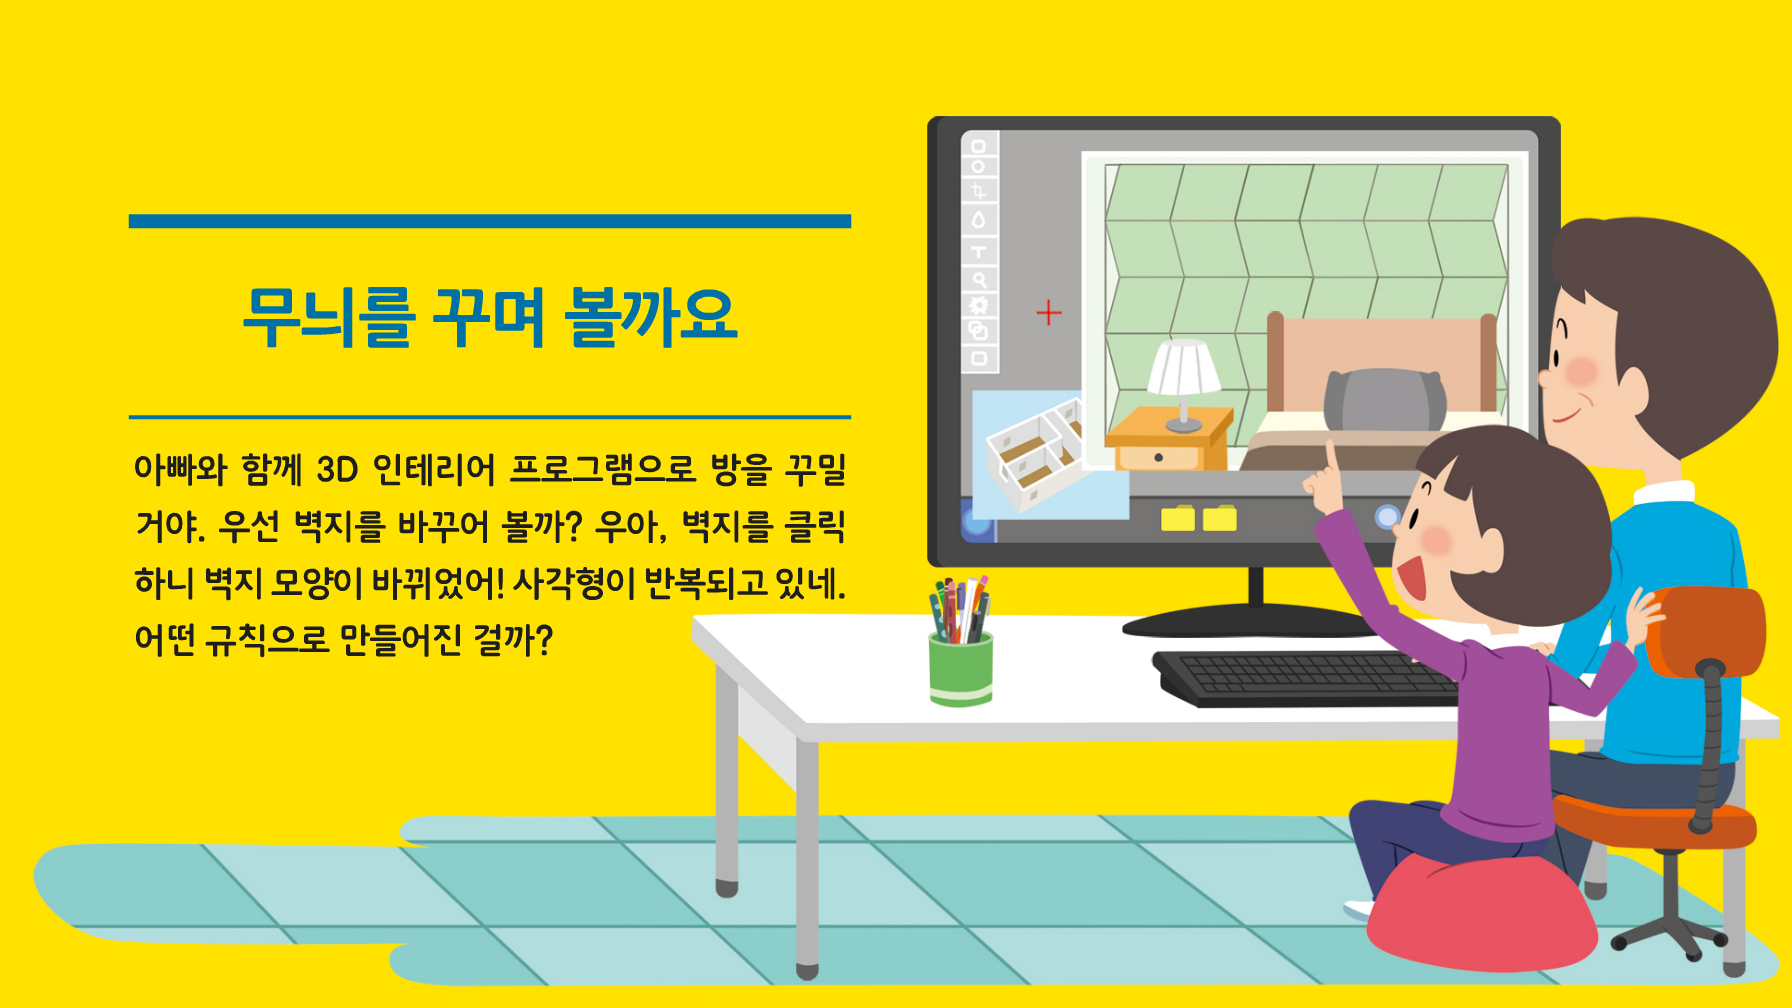 무늬를 꾸며 볼까요
아빠와 함께 3D 인테리어 프로그램으로 방을 꾸밀
거야. 우선 벽지를 바꾸어 볼까? 우아, 벽지를 클릭
하니 벽지 모양이 바뀌었어! 사각형이 반복되고 있네.
어떤 규칙으로 만들어진 걸까?